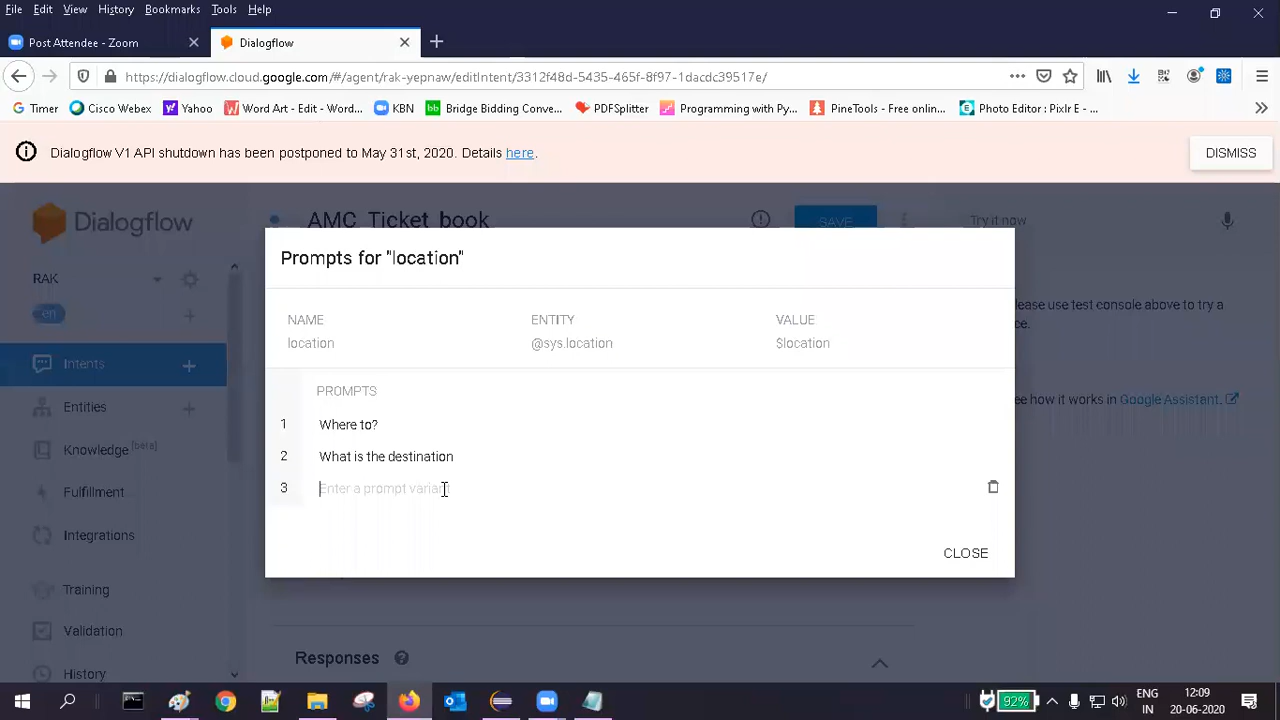 File Edit View History Bookmarks Tools Help
Post Attendee - Zoom Dialogflow
https://dialogflow.cloud.google.com/#/agent/rak-yepnaw/editIntent/3312f48d-5435-465f-8f97-1dacdc39517e/
Timer Cisco Webex Yahoo Word Art - Edit - Word... KBN Bridge Bidding Conve... PDFSplitter Programming with Py... PineTools - Free onlin... Photo Editor : Pixlr E - ...
Dialogflow V1 API shutdown has been postponed to May 31st, 2020. Details here. DISMISS
Dialogflow AMC_Ticket_book SAVE Try it now
Prompts for "location"
RAK
en
NAME ENTITY VALUE
location @sys.location $location
lease use test console above to try a
ce.
Intents
PROMPTS
Entities
ee how it works in Google Assistant.
1 Where to?
Knowledge [beta]
2 What is the destination
Fulfillment
3 Enter a prompt variant
Integrations
CLOSE
Training
Validation
Responses
History
92% ENG 12:09
IN 20-06-2020